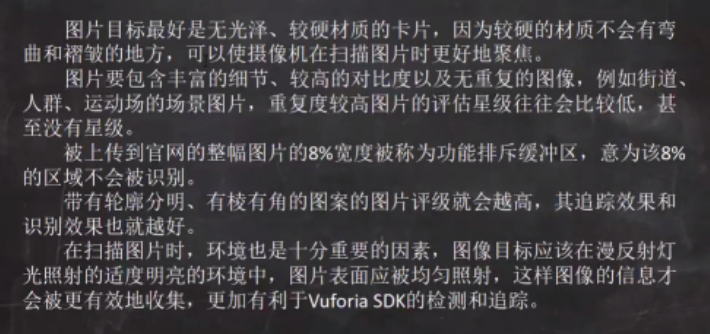 图片目标最好是无光泽、较硬材质的卡片，因为较硬的材质不会有弯
曲和褶皱的地方，可以使摄像机在扫描图片时更好地聚焦。
图片要包含丰富的细节、较高的对比度以及无重复的图像，例如街道、
人群、运动场的场景图片，重复度较高图片的评估星级往往会比较低，甚
至没有星级。
被上传到官网的整幅图片的8%宽度被称为功能排斥缓冲区，意为该8%
的区域不会被识别。
带有轮廓分明、有棱有角的图案的图片评级就会越高，其追踪效果和
识别效果也就越好。
在扫描图片时，环境也是十分重要的因素，图像目标应该在漫反射灯
光照射的适度明亮的环境中，图片表面应被均匀照射，这样图像的信息才
会被更有效地收集，更加有利于Vuforia SDK的检测和追踪。